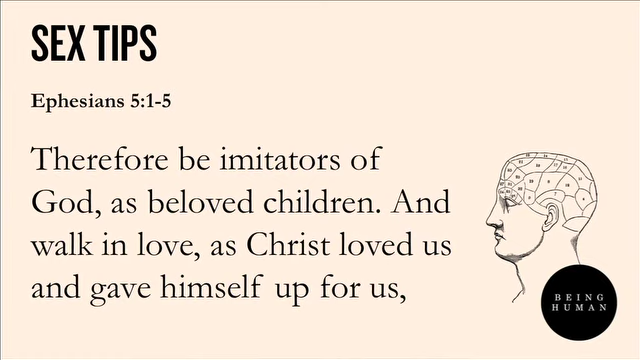 SEX TIPS
Ephesians 5:1-5
Therefore be imitators of
God, as beloved children. And
walk in love, as Christ loved us
and gave himself up for us,
BEING
HUMAN